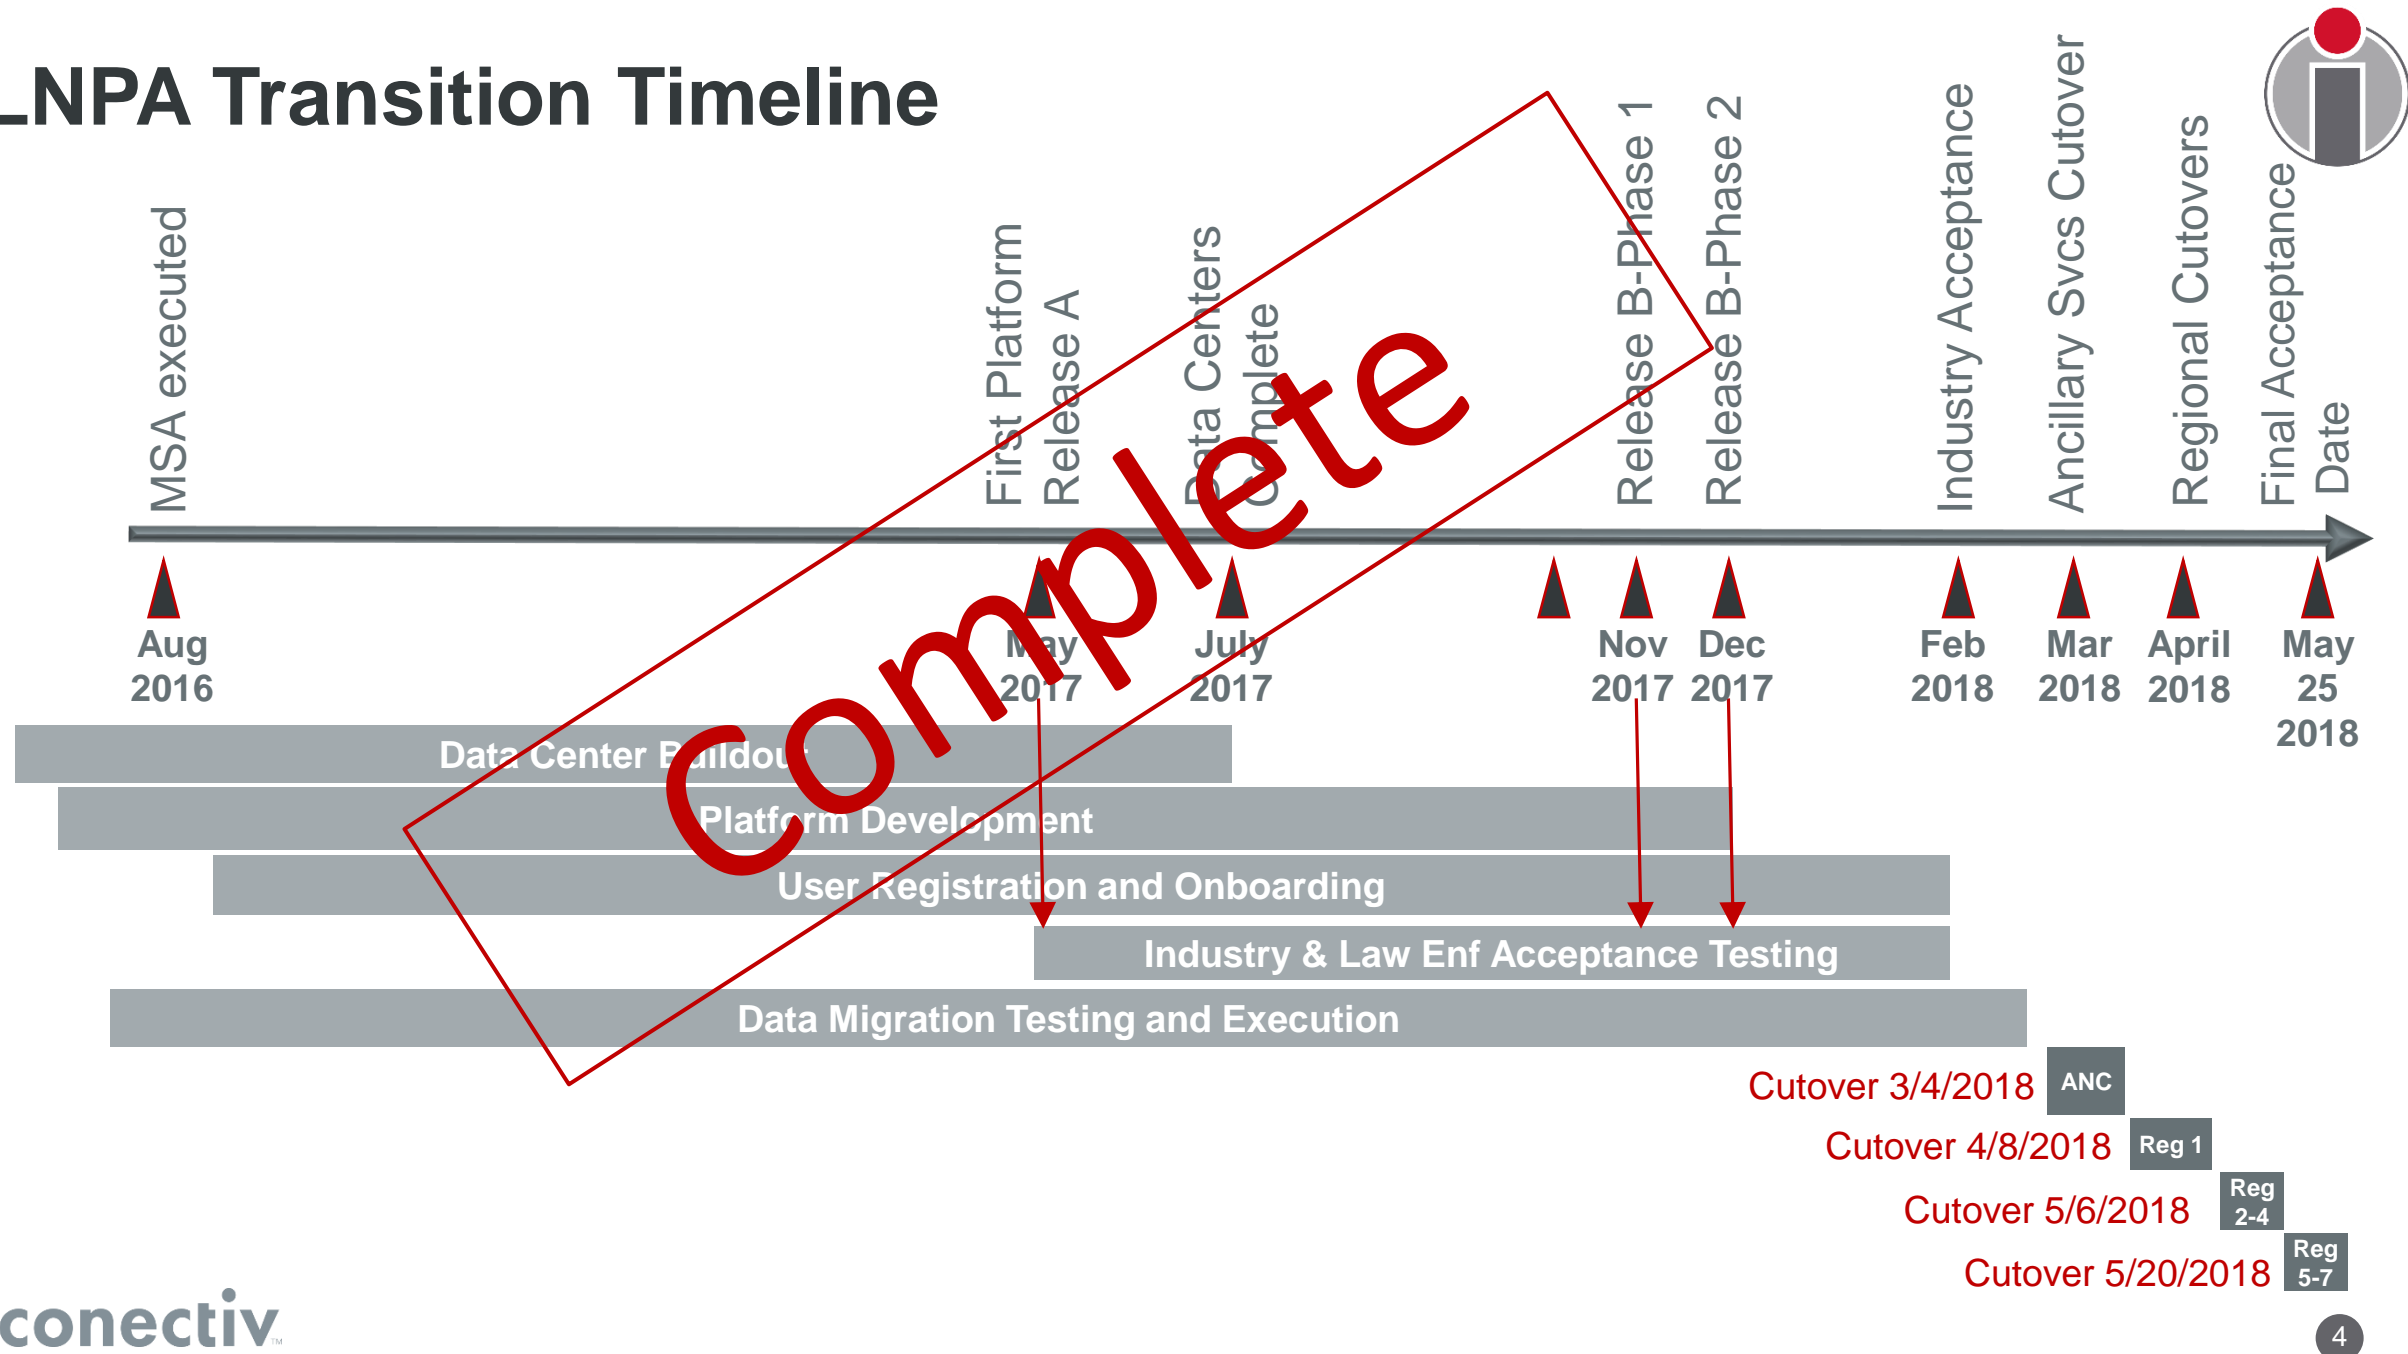 LNPA Transition Timeline
MSA executed
First Platform
Release A
Data Centers
Complete
Release B-Phase 1
Release B-Phase 2
Industry Acceptance
Ancillary Svcs Cutover
Regional Cutovers
Final Acceptance
Date
Complete
Aug
2016
May
2017
July
2017
Nov
2017
Dec
2017
Feb
2018
Mar
2018
April
2018
May
25
2018
Data Center Buildout
Platform Development
User Registration and Onboarding
Industry & Law Enf Acceptance Testing
Data Migration Testing and Execution
Cutover 3/4/2018 ANC
Cutover 4/8/2018 Reg 1
Cutover 5/6/2018 Reg
2-4
Cutover 5/20/2018 Reg
5-7
conectiv™
4